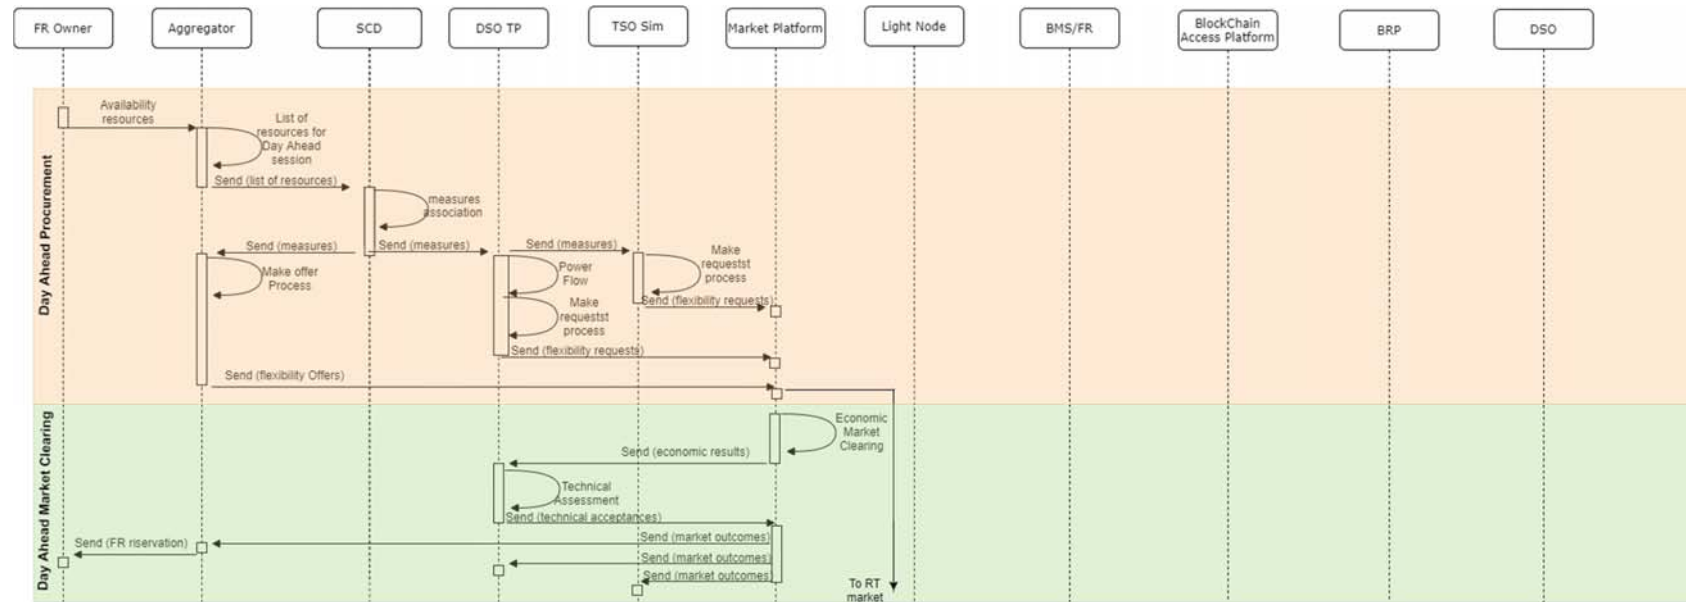 FR Owner
Aggregator
SCD
DSO TP
TSO Sim
Market Platform
Light Node
BMS/FR
BlockChain
Access Platform
BRP
DSO
Day Ahead Procurement
Availability
resources
List of
resources for
Day Ahead
session
Send (list of resources)
measures
association
Send (measures)
Send (measures)
Send (measures)
Make offer
Process
Power
Flow
Make
requestst
process
Make
requestst
process
Send (flexibility requests)
Send (flexibility requests)
Send (flexibility Offers)
Day Ahead Market Clearing
Economic
Market
Clearing
Send (economic results)
Technical
Assessment
Send (technical acceptances)
Send (market outcomes)
Send (FR riservation)
Send (market outcomes)
Send (market outcomes)
To RT
market